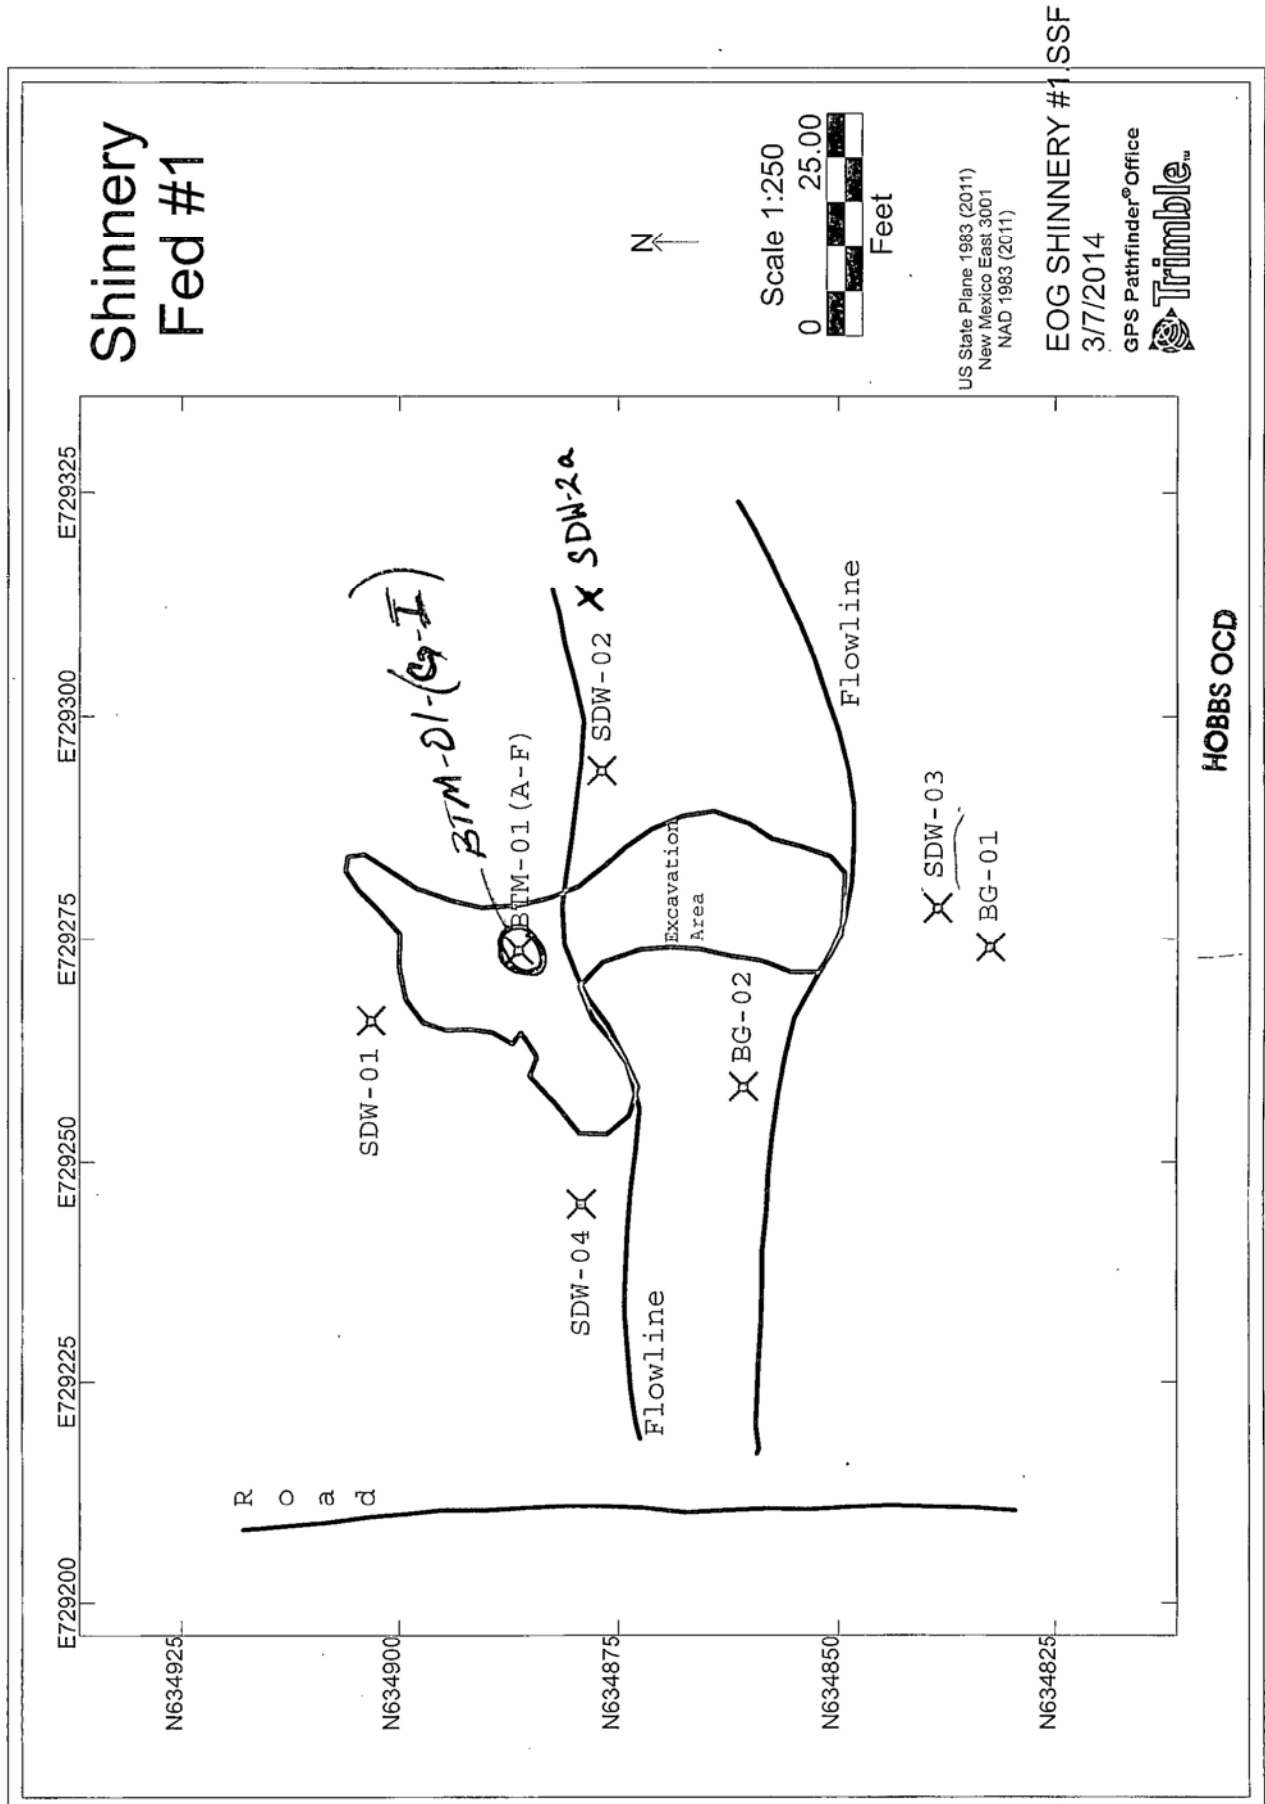 Shinnery
Fed #1
E729200
E729225
E729250
E729275
E729300
E729325
N634925
N634900
N634875
N634850
N634825
Road
SDW-01
BTM-01-(G-I)
BTM-01(A-F)
SDW-04
SDW-02
SDW-2a
Flowline
Excavation
Area
BG-02
Flowline
SDW-03
BG-01
N
Scale 1:250
0 25.00
Feet
US State Plane 1983 (2011)
New Mexico East 3001
NAD 1983 (2011)
EOG SHINNERY #1.SSF
3/7/2014
GPS Pathfinder® Office
Trimble™
HOBBS OCD